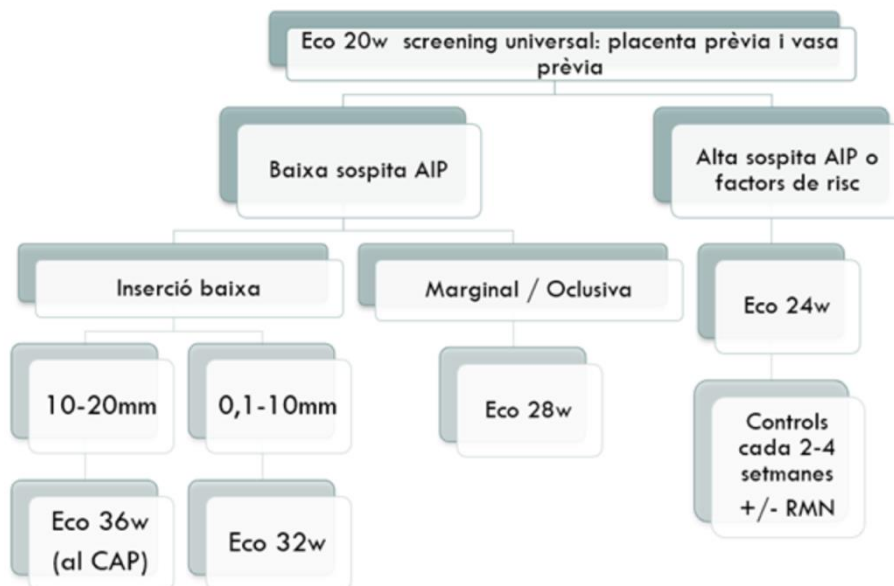 Eco 20w screening universal: placenta prèvia i vasa
prèvia
Baixa sospita AIP
Alta sospita AIP o
factors de risc
Inserció baixa
Marginal / Oclusiva
Eco 24w
10-20mm
0,1-10mm
Eco 28w
Controls
cada 2-4
setmanes
+/- RMN
Eco 36w
(al CAP)
Eco 32w